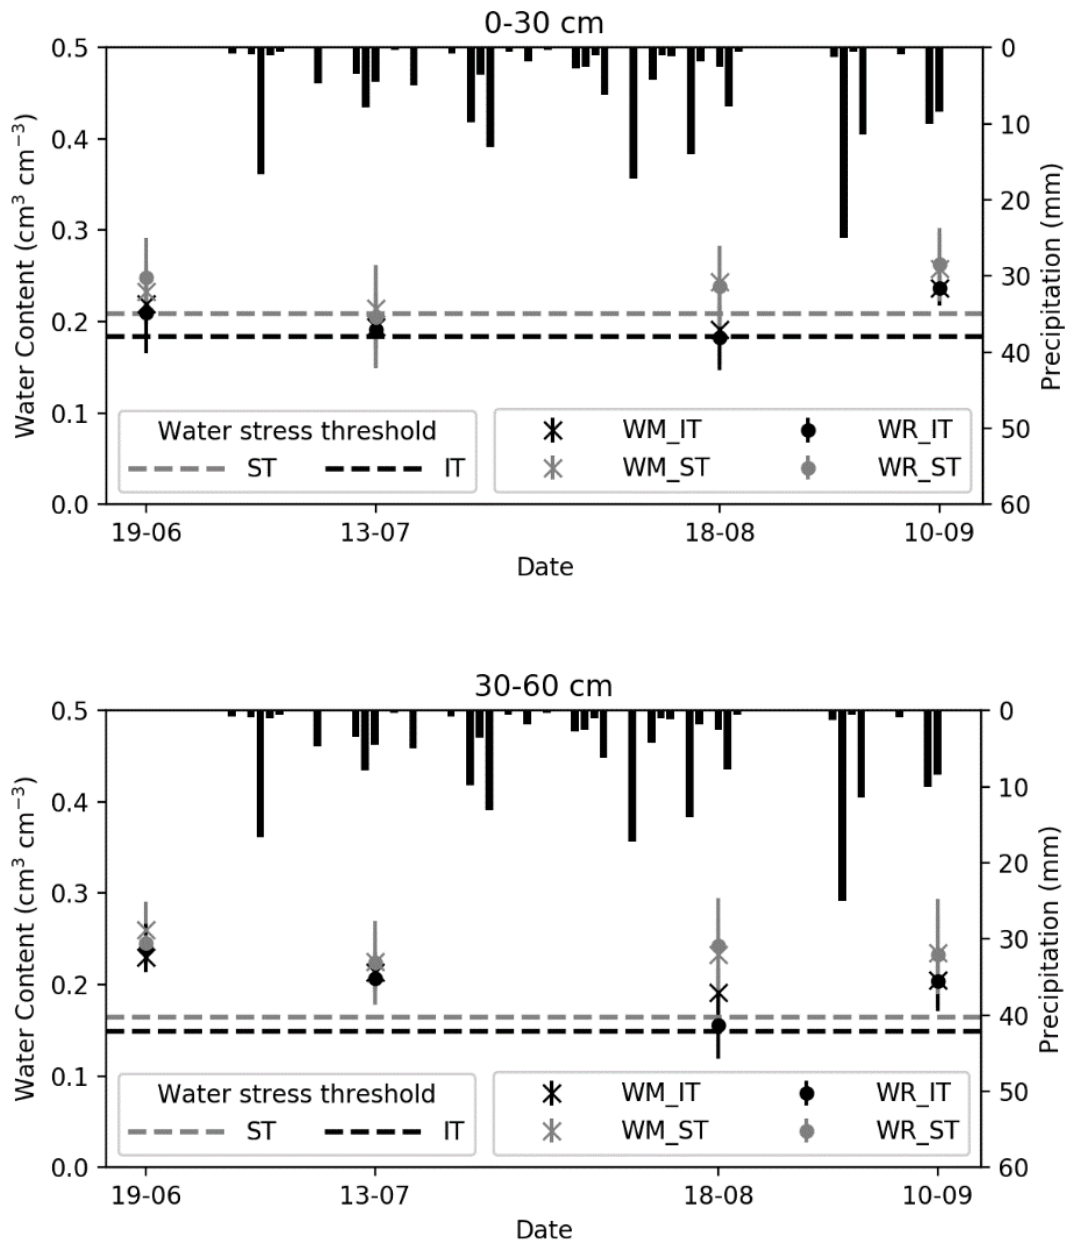 0-30 cm
0.5
0.4
0.3
0.2
0.1
0.0
Water Content (cm³ cm⁻³)
0
10
20
30
40
50
60
Precipitation (mm)
Water stress threshold
ST IT
WM_IT WR_IT
WM_ST WR_ST
19-06 13-07 18-08 10-09
Date
30-60 cm
0.5
0.4
0.3
0.2
0.1
0.0
Water Content (cm³ cm⁻³)
0
10
20
30
40
50
60
Precipitation (mm)
Water stress threshold
ST IT
WM_IT WR_IT
WM_ST WR_ST
19-06 13-07 18-08 10-09
Date